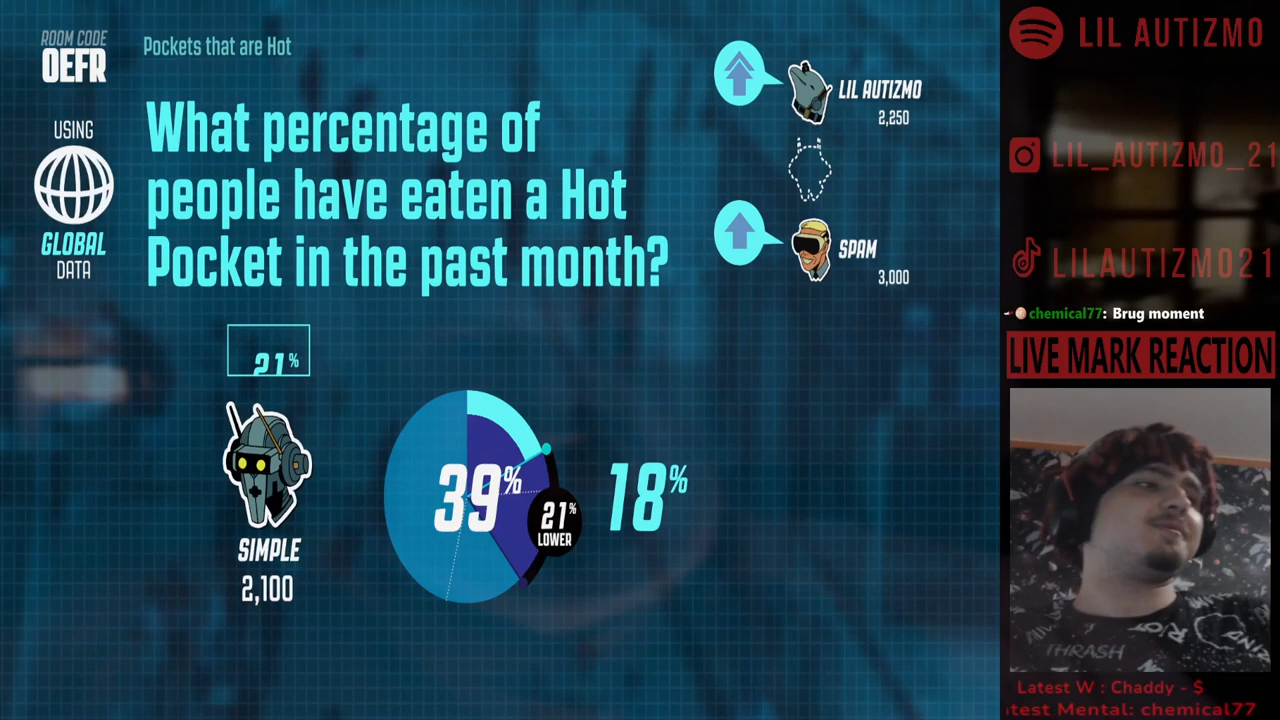 ROOM CODE
OEFR
USING
GLOBAL
DATA
Pockets that are Hot
What percentage of
people have eaten a Hot
Pocket in the past month?
LIL AUTIZMO
2,250
SPAM
3,000
21%
SIMPLE
2,100
39%
21%
LOWER
18%
LIL AUTIZMO
LIL_AUTIZMO_21
LILAUTIZMO21
chemical77: Brug moment
LIVE MARK REACTION
THRASH
Latest W : Chaddy - $
test Mental: chemical77